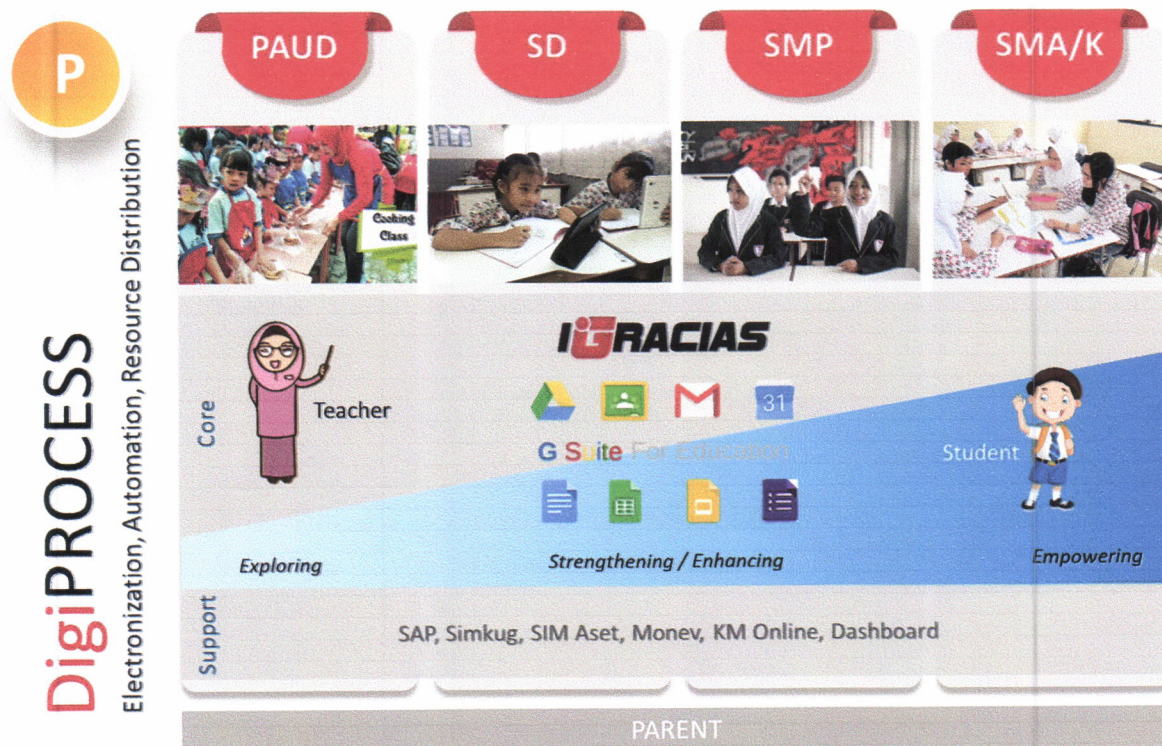 P
DigiPROCESS
Electronization, Automation, Resource Distribution
PAUD
SD
SMP
SMA/K
Cooking
Class
Core
Teacher
IGRACIAS
31
G Suite For Education
Student
Exploring
Strengthening / Enhancing
Empowering
Support
SAP, Simkug, SIM Aset, Monev, KM Online, Dashboard
PARENT